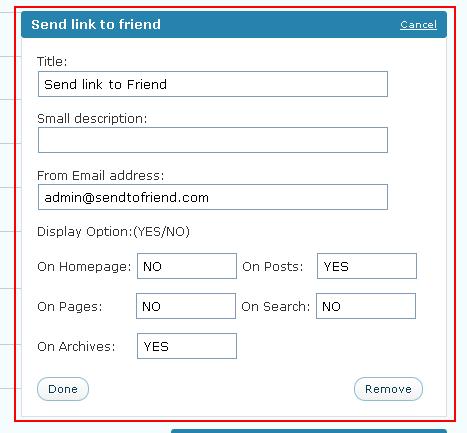 Send link to friend Cancel
Title:
Send link to Friend
Small description:
From Email address:
admin@sendtofriend.com
Display Option:(YES/NO)
On Homepage: NO On Posts: YES
On Pages: NO On Search: NO
On Archives: YES
Done Remove